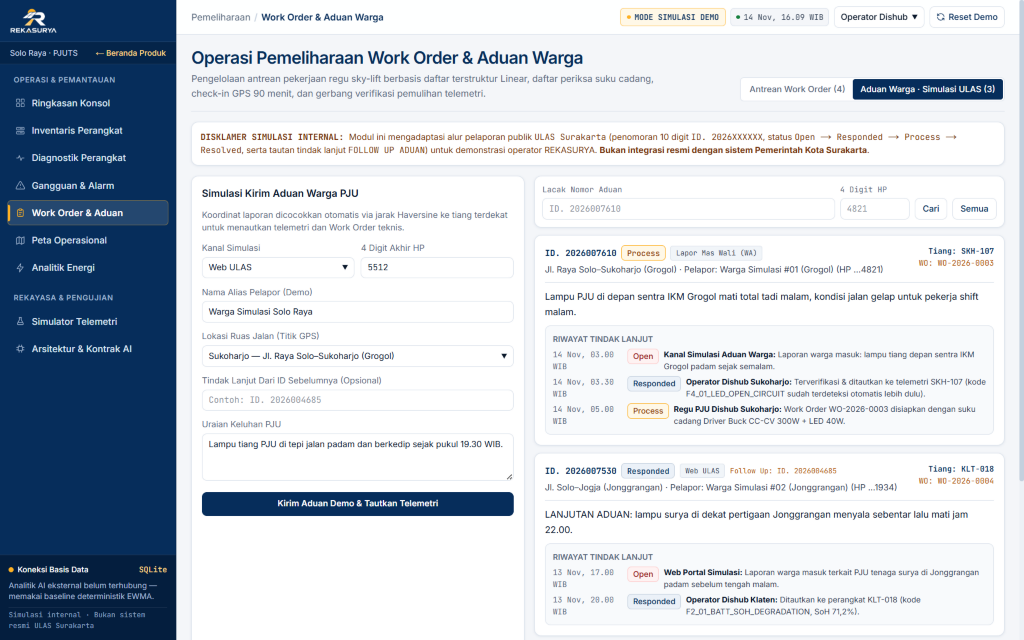 REKASURYA
Solo Raya · PJUTS
← Beranda Produk
OPERASI & PEMANTAUAN
Ringkasan Konsol
Inventaris Perangkat
Diagnostik Perangkat
Gangguan & Alarm
Work Order & Aduan
Peta Operasional
Analitik Energi
REKAYASA & PENGUJIAN
Simulator Telemetri
Arsitektur & Kontrak AI
Koneksi Basis Data SQLite
Analitik AI eksternal belum terhubung —
memakai baseline deterministik EWMA.
Simulasi internal · Bukan sistem
resmi ULAS Surakarta
Pemeliharaan / Work Order & Aduan Warga
MODE SIMULASI DEMO
14 Nov, 16.09 WIB
Operator Dishub ▼
Reset Demo
Operasi Pemeliharaan Work Order & Aduan Warga
Pengelolaan antrean pekerjaan regu sky-lift berbasis daftar terstruktur Linear, daftar periksa suku cadang,
check-in GPS 90 menit, dan gerbang verifikasi pemulihan telemetri.
Antrean Work Order (4)
Aduan Warga · Simulasi ULAS (3)
DISKLAMER SIMULASI INTERNAL: Modul ini mengadaptasi alur pelaporan publik ULAS Surakarta (penomoran 10 digit ID. 2026XXXXXX, status Open → Responded → Process →
Resolved, serta tautan tindak lanjut FOLLOW UP ADUAN) untuk demonstrasi operator REKASURYA. Bukan integrasi resmi dengan sistem Pemerintah Kota Surakarta.
Simulasi Kirim Aduan Warga PJU
Koordinat laporan dicocokkan otomatis via jarak Haversine ke tiang terdekat
untuk menautkan telemetri dan Work Order teknis.
Kanal Simulasi
4 Digit Akhir HP
Web ULAS ▼
5512
Nama Alias Pelapor (Demo)
Warga Simulasi Solo Raya
Lokasi Ruas Jalan (Titik GPS)
Sukoharjo — Jl. Raya Solo–Sukoharjo (Grogol) ▼
Tindak Lanjut Dari ID Sebelumnya (Opsional)
Contoh: ID. 2026004685
Uraian Keluhan PJU
Lampu tiang PJU di tepi jalan padam dan berkedip sejak pukul 19.30 WIB.
Kirim Aduan Demo & Tautkan Telemetri
Lacak Nomor Aduan
4 Digit HP
ID. 2026007610
4821
Cari
Semua
ID. 2026007610 Process Lapor Mas Wali (WA)
Tiang: SKH-107
Jl. Raya Solo–Sukoharjo (Grogol) · Pelapor: Warga Simulasi #01 (Grogol) (HP ...4821)
WO: WO-2026-0003
Lampu PJU di depan sentra IKM Grogol mati total tadi malam, kondisi jalan gelap untuk pekerja shift
malam.
RIWAYAT TINDAK LANJUT
14 Nov, 03.00
WIB
Open
Kanal Simulasi Aduan Warga: Laporan warga masuk: lampu tiang depan sentra IKM
Grogol padam sejak semalam.
14 Nov, 03.30
WIB
Responded
Operator Dishub Sukoharjo: Terverifikasi & ditautkan ke telemetri SKH-107 (kode
F4_01_LED_OPEN_CIRCUIT sudah terdeteksi otomatis lebih dulu).
14 Nov, 05.00
WIB
Process
Regu PJU Dishub Sukoharjo: Work Order WO-2026-0003 disiapkan dengan suku
cadang Driver Buck CC-CV 300W + LED 40W.
ID. 2026007530 Responded Web ULAS Follow Up: ID. 2026004685
Tiang: KLT-018
Jl. Solo–Jogja (Jonggrangan) · Pelapor: Warga Simulasi #02 (Jonggrangan) (HP ...1934)
WO: WO-2026-0004
LANJUTAN ADUAN: lampu surya di dekat pertigaan Jonggrangan menyala sebentar lalu mati jam
22.00.
RIWAYAT TINDAK LANJUT
13 Nov, 17.00
WIB
Open
Web Portal Simulasi: Laporan warga masuk terkait PJU tenaga surya di Jonggrangan
padam sebelum tengah malam.
13 Nov, 20.00
WIB
Responded
Operator Dishub Klaten: Ditautkan ke perangkat KLT-018 (kode
F2_01_BATT_SOH_DEGRADATION, SoH 71,2%).